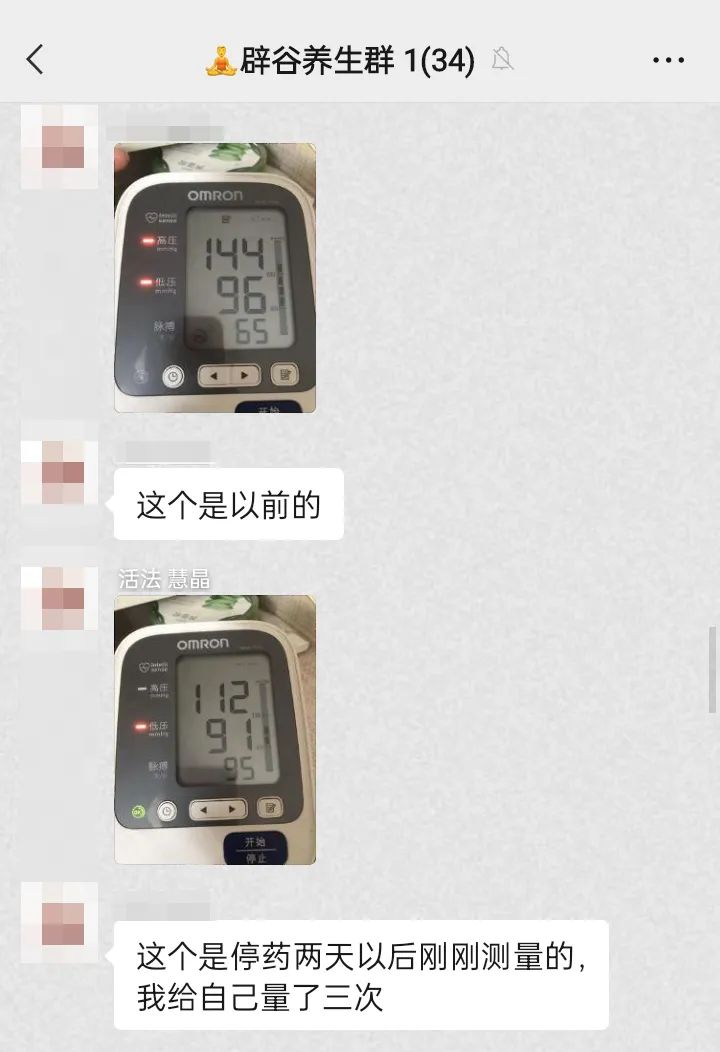 辟谷养生群 1(34)
OMRON
高压
mmHg
144
低压
mmHg
96
脉搏
65
开始
这个是以前的
活法 慧晶
OMRON
高压
mmHg
112
低压
mmHg
91
脉搏
95
OK
开始
停止
这个是停药两天以后刚刚测量的，
我给自己量了三次